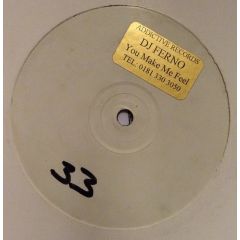 ADDICTIVE RECORDS
DJ FERNO
You Make Me Feel
TEL. 0181 330 3050
33